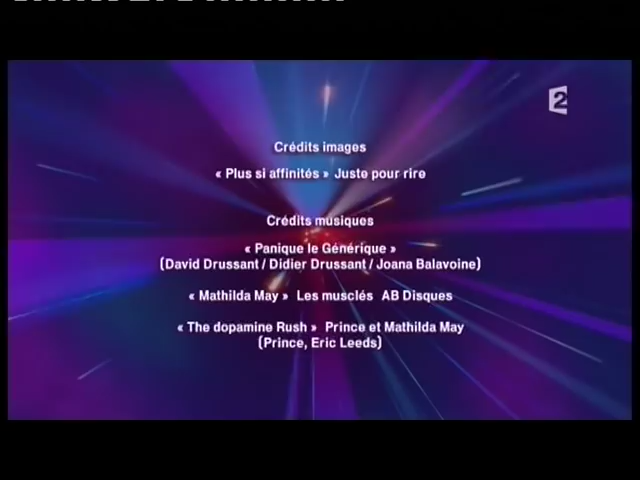 2
Crédits images
« Plus si affinités » Juste pour rire
Crédits musiques
« Panique le Générique »
(David Drussant / Didier Drussant / Joana Balavoine)
« Mathilda May » Les musclés AB Disques
« The dopamine Rush » Prince et Mathilda May
(Prince, Eric Leeds)